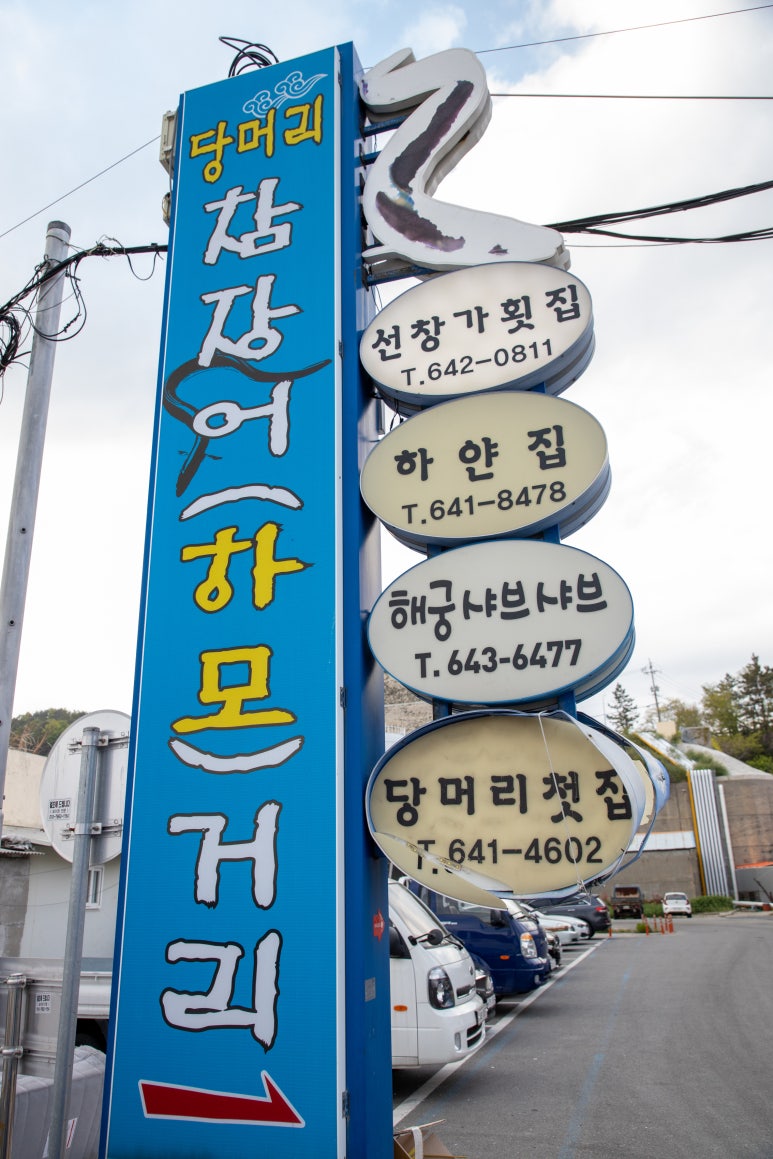 당머리
참장어(하모)거리
선창가횟집
T.642-0811
하얀집
T.641-8478
해궁샤브샤브
T.643-6477
당머리첫집
T.641-4602